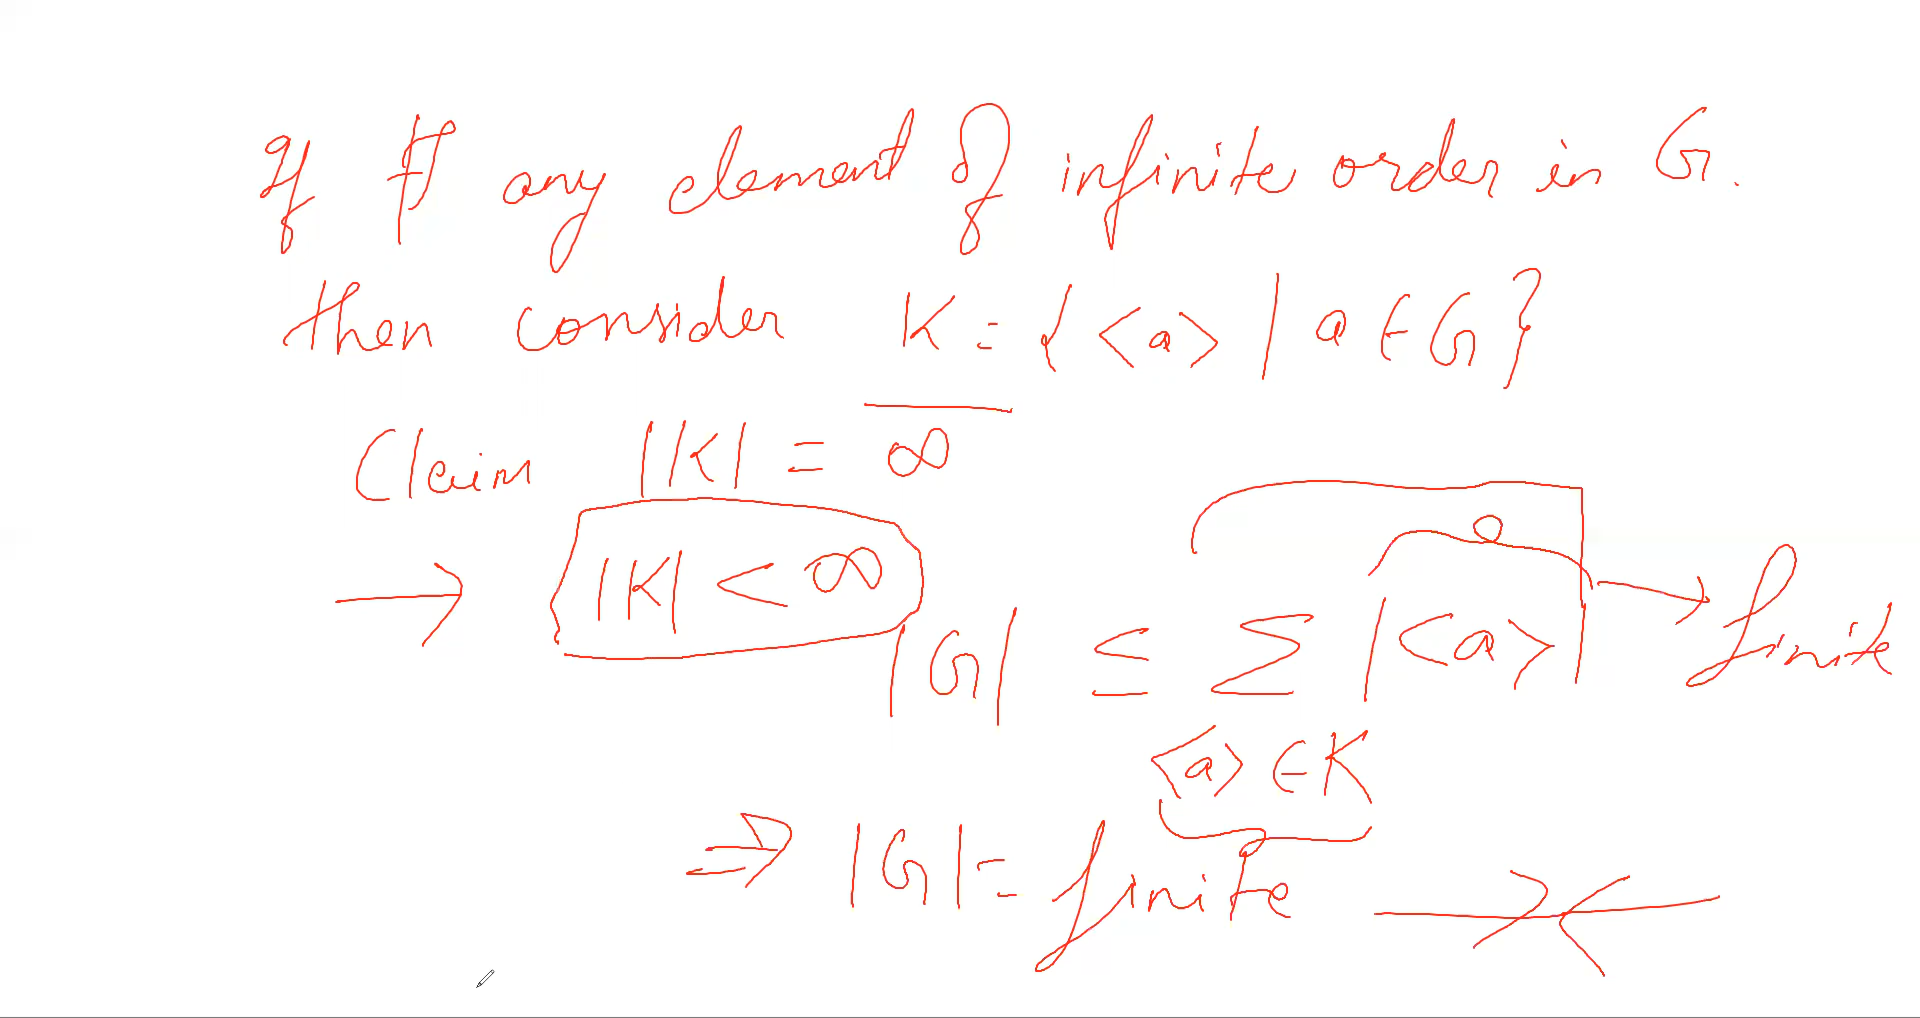 If ∄ any element of infinite order in G.
then consider K = {<a> | a ∈ G}
Claim |K| = ∞
→ |K| < ∞
|G| ≤ ∑ |<a>| → finite
<a> ∈ K
⇒ |G| = finite →←